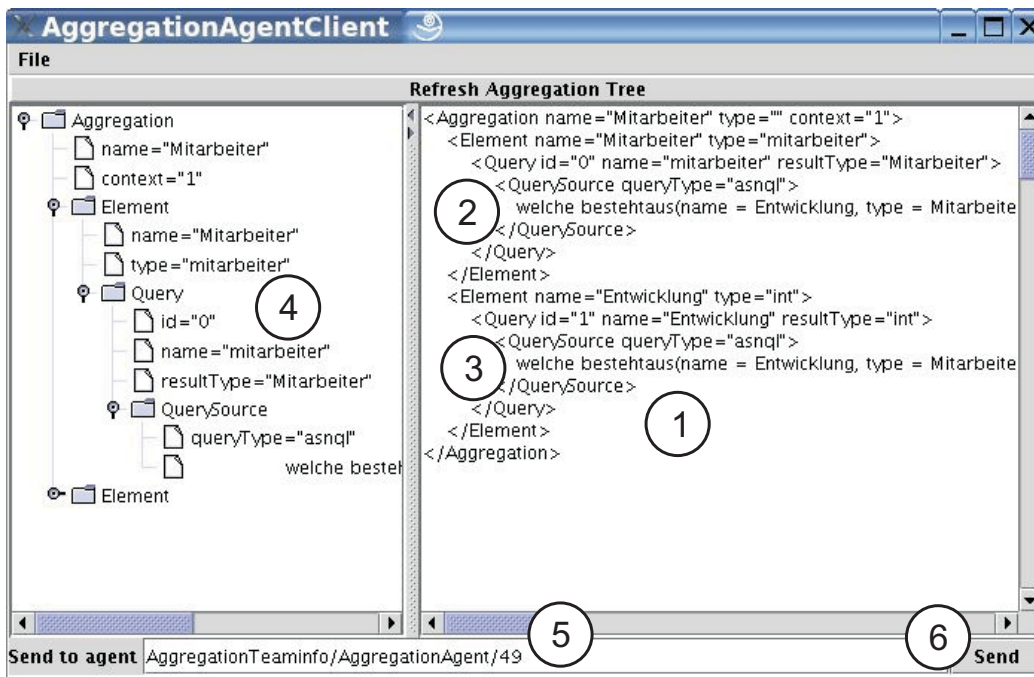 AggregationAgentClient
File
Refresh Aggregation Tree
Aggregation
name="Mitarbeiter"
context="1"
Element
name="Mitarbeiter"
type="mitarbeiter"
Query
id="0"
name="mitarbeiter"
resultType="Mitarbeiter"
QuerySource
queryType="asnql"
welche besteh
Element
4
<Aggregation name="Mitarbeiter" type="" context="1">
<Element name="Mitarbeiter" type="mitarbeiter">
<Query id="0" name="mitarbeiter" resultType="Mitarbeiter">
<QuerySource queryType="asnql">
welche bestehtaus(name = Entwicklung, type = Mitarbeite
</QuerySource>
</Query>
</Element>
<Element name="Entwicklung" type="int">
<Query id="1" name="Entwicklung" resultType="int">
<QuerySource queryType="asnql">
welche bestehtaus(name = Entwicklung, type = Mitarbeite
</QuerySource>
</Query>
</Element>
</Aggregation>
2
3
1
5
6
Send to agent AggregationTeaminfo/AggregationAgent/49 Send